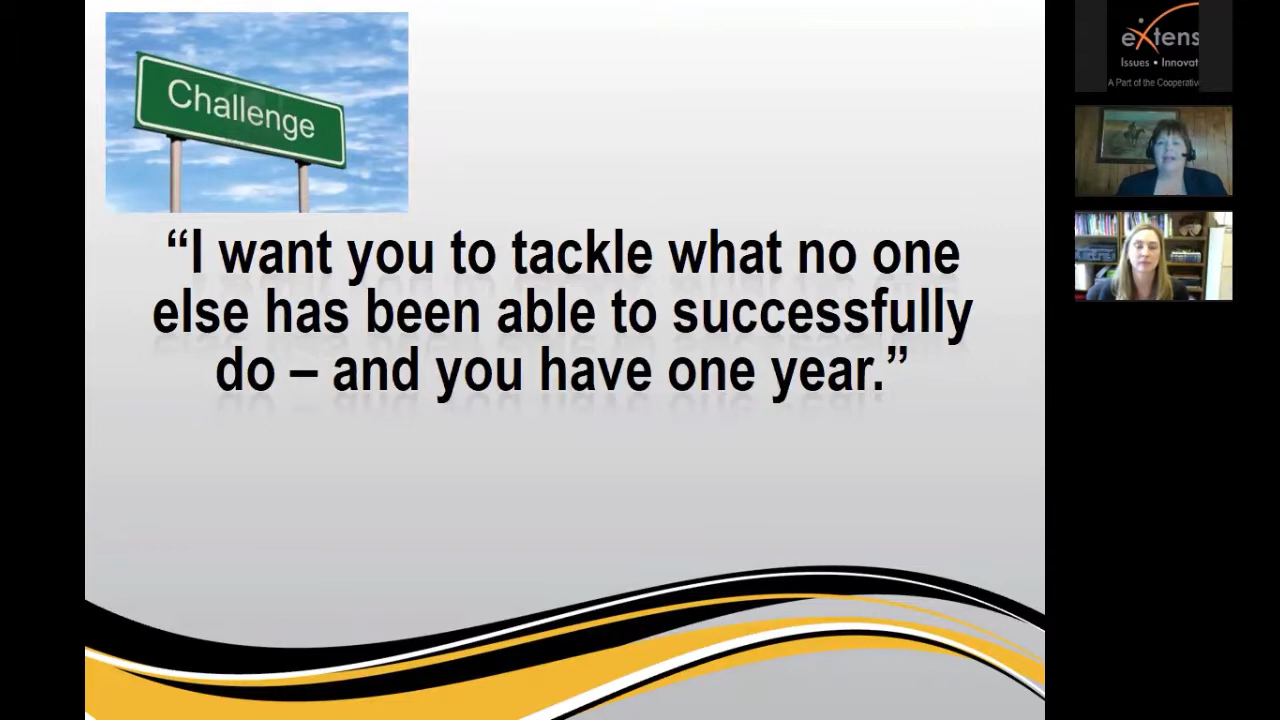 Challenge
“I want you to tackle what no one
else has been able to successfully
do – and you have one year.”
eXtens
Issues • Innovat
A Part of the Cooperative